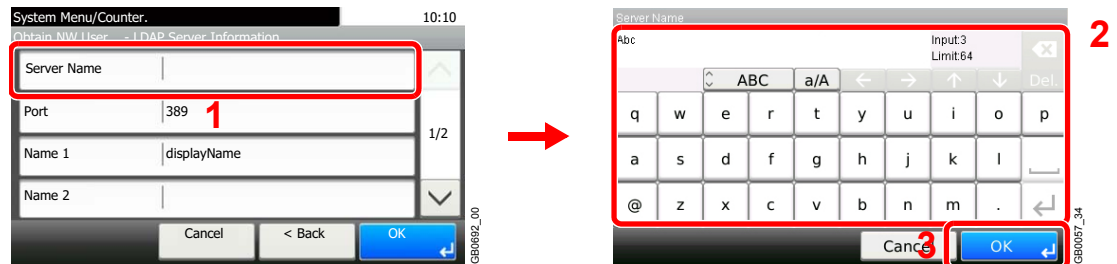 System Menu/Counter. 10:10
Obtain NW User - LDAP Server Information
Server Name
Port 389
1
Name 1 displayName
1/2
Name 2
Cancel < Back OK
GB0692_00
Server Name
2
Abc Input:3
Limit:64
ABC a/A ← → ↑ ↓ Del.
q w e r t y u i o p
a s d f g h j k l
@ z x c v b n m .
Cancel 3 OK
GB0057_34